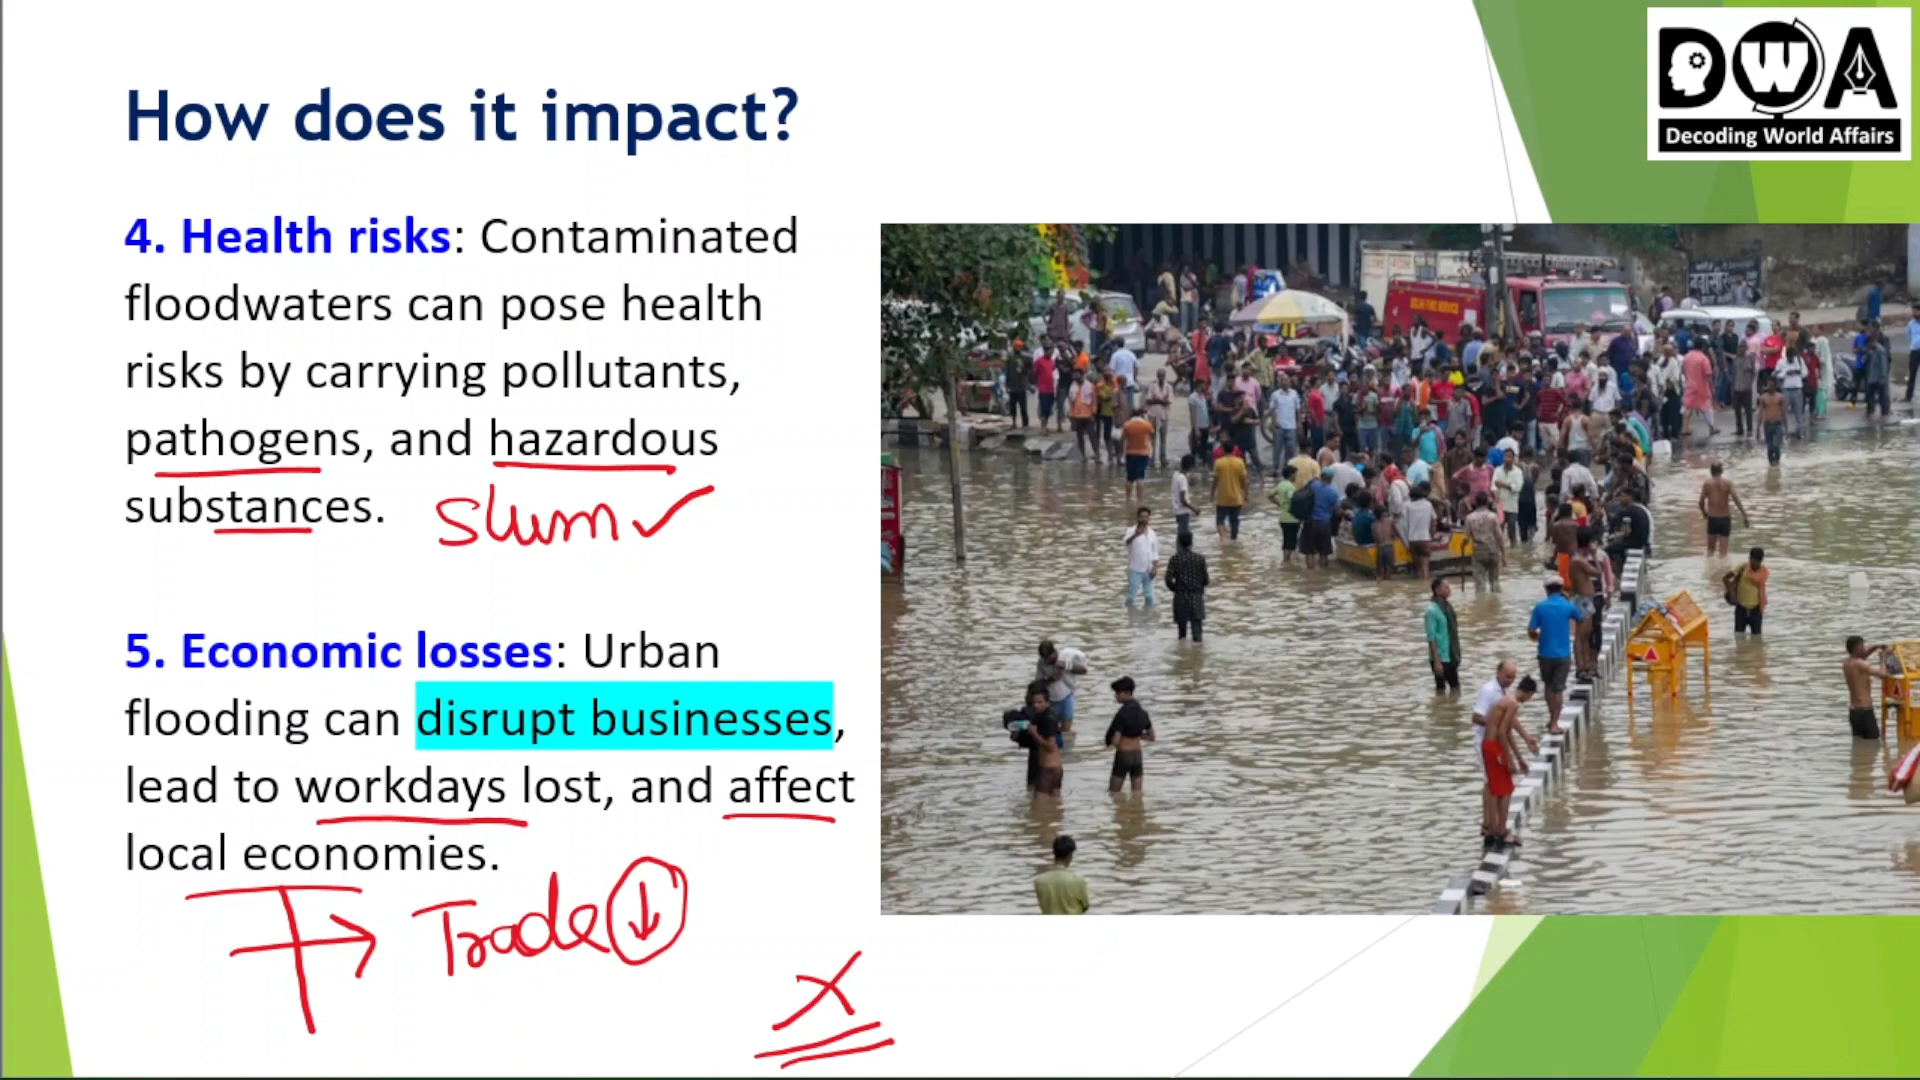 How does it impact?
DWA
Decoding World Affairs
4. Health risks: Contaminated
floodwaters can pose health
risks by carrying pollutants,
pathogens, and hazardous
substances.
Slum
5. Economic losses: Urban
flooding can disrupt businesses,
lead to workdays lost, and affect
local economies.
Trade